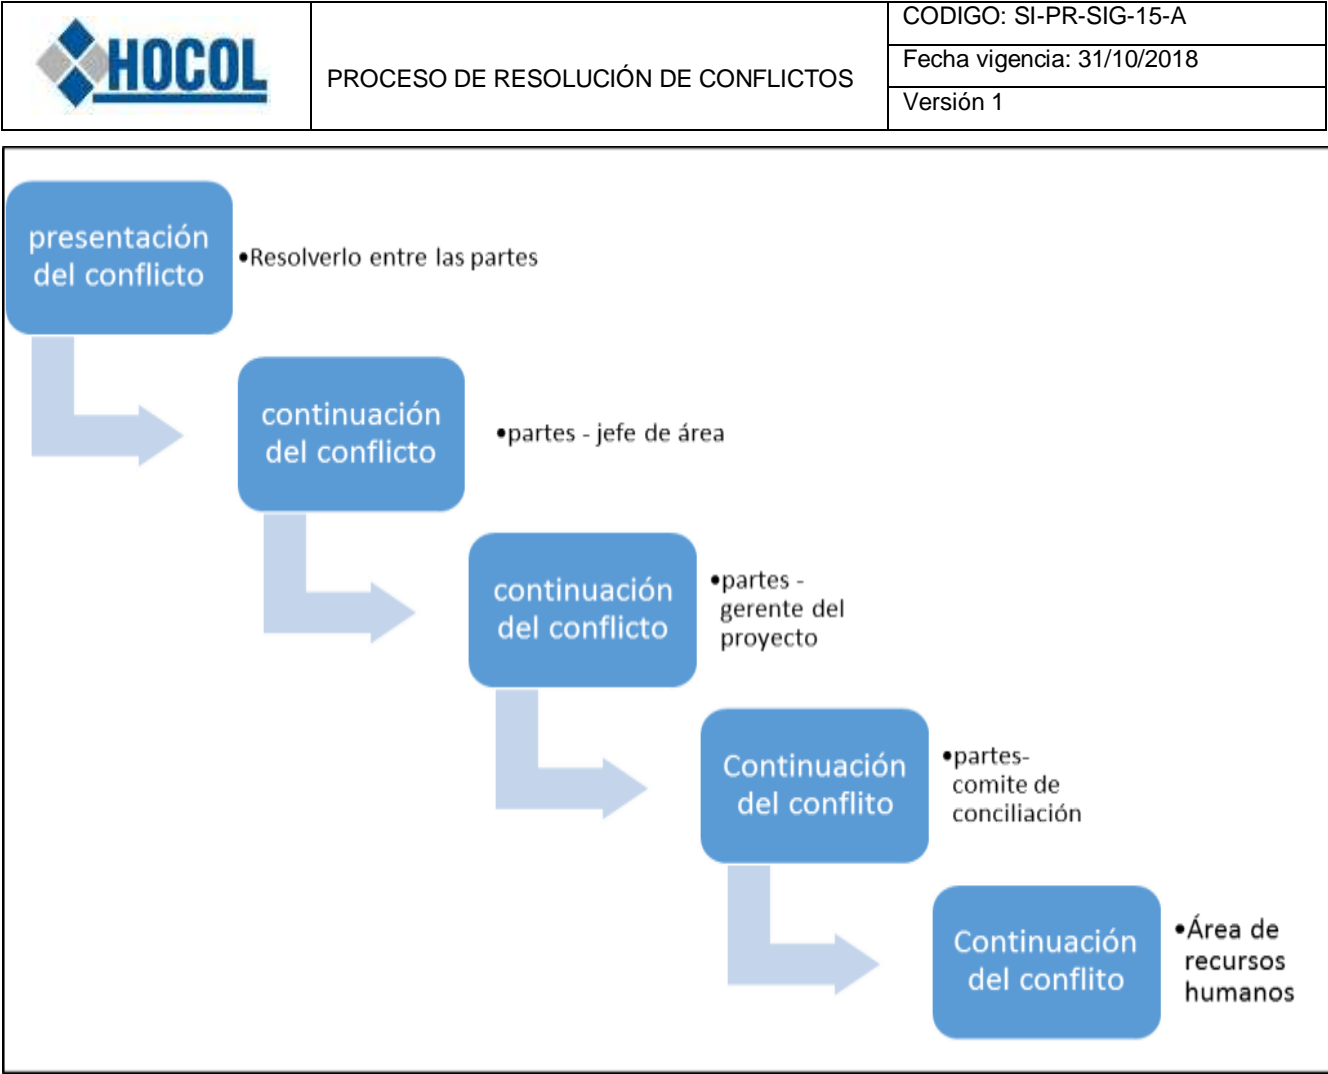 HOCOL
PROCESO DE RESOLUCIÓN DE CONFLICTOS
CODIGO: SI-PR-SIG-15-A
Fecha vigencia: 31/10/2018
Versión 1
presentación
del conflicto
•Resolverlo entre las partes
continuación
del conflicto
•partes - jefe de área
continuación
del conflicto
•partes -
gerente del
proyecto
Continuación
del conflito
•partes-
comite de
conciliación
Continuación
del conflito
•Área de
recursos
humanos